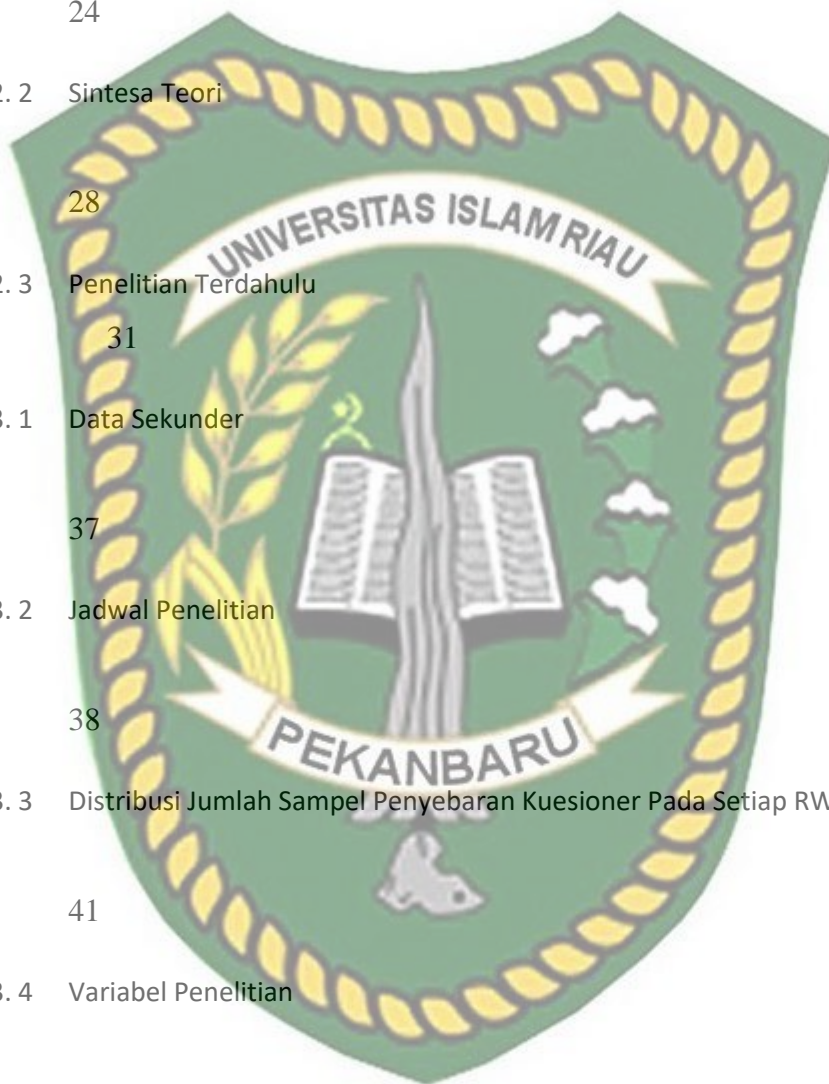 24
2. 2 Sintesa Teori
28
UNIVERSITAS ISLAM RIAU
2. 3 Penelitian Terdahulu
31
3. 1 Data Sekunder
37
3. 2 Jadwal Penelitian
38
PEKANBARU
3. 3 Distribusi Jumlah Sampel Penyebaran Kuesioner Pada Setiap RW
41
3. 4 Variabel Penelitian